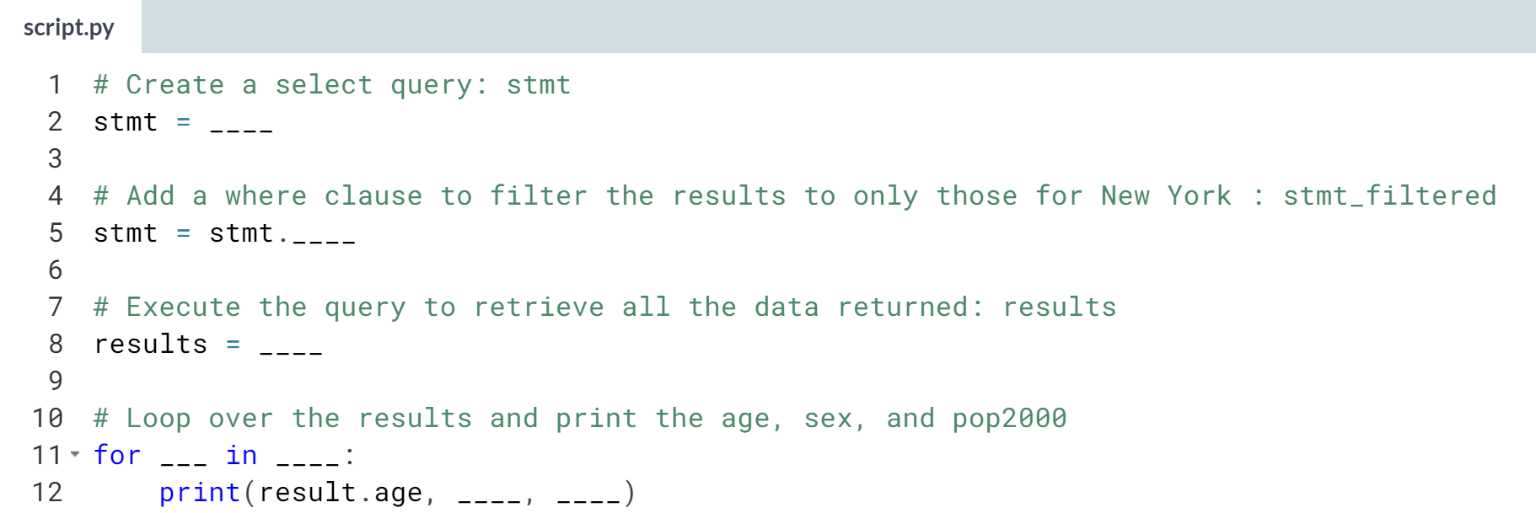 script.py
1 # Create a select query: stmt
2 stmt = ____
3
4 # Add a where clause to filter the results to only those for New York : stmt_filtered
5 stmt = stmt.____
6
7 # Execute the query to retrieve all the data returned: results
8 results = ____
9
10 # Loop over the results and print the age, sex, and pop2000
11 for ___ in ____:
12     print(result.age, ____, ____)